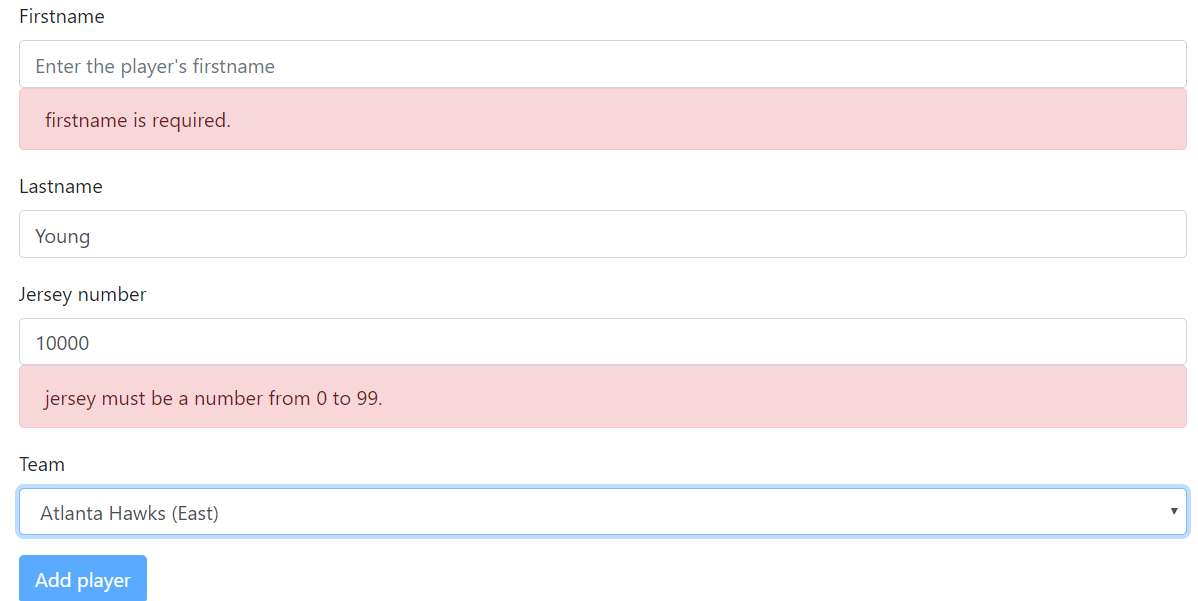 Firstname
Enter the player's firstname
firstname is required.
Lastname
Young
Jersey number
10000
jersey must be a number from 0 to 99.
Team
Atlanta Hawks (East)
Add player